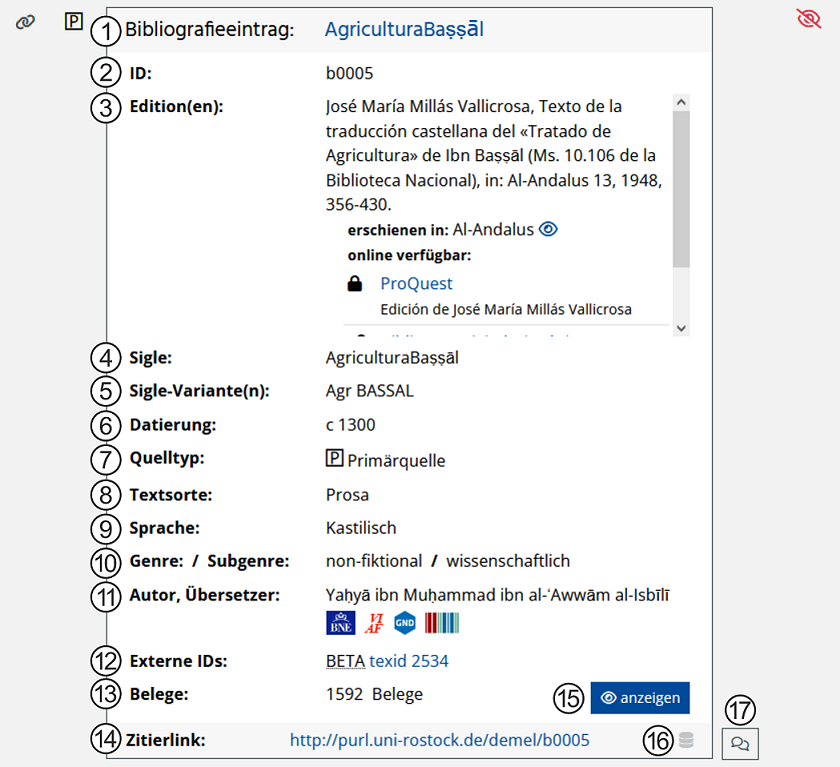 P
① Bibliografieeintrag: AgriculturaBaṣṣāl
② ID: b0005
③ Edition(en): José María Millás Vallicrosa, Texto de la
traducción castellana del «Tratado de
Agricultura» de Ibn Baṣṣāl (Ms. 10.106 de la
Biblioteca Nacional), in: Al-Andalus 13, 1948,
356-430.
erschienen in: Al-Andalus
online verfügbar:
ProQuest
Edición de José María Millás Vallicrosa
④ Sigle: AgriculturaBaṣṣāl
⑤ Sigle-Variante(n): Agr BASSAL
⑥ Datierung: c 1300
⑦ Quelltyp: P Primärquelle
⑧ Textsorte: Prosa
⑨ Sprache: Kastilisch
⑩ Genre: / Subgenre: non-fiktional / wissenschaftlich
⑪ Autor, Übersetzer: Yaḥyā ibn Muḥammad ibn al-ʿAwwām al-Isbīlī
BNE VIAF GND
⑫ Externe IDs: BETA texid 2534
⑬ Belege: 1592 Belege ⑮ anzeigen
⑭ Zitierlink: http://purl.uni-rostock.de/demel/b0005 ⑯ ⑰